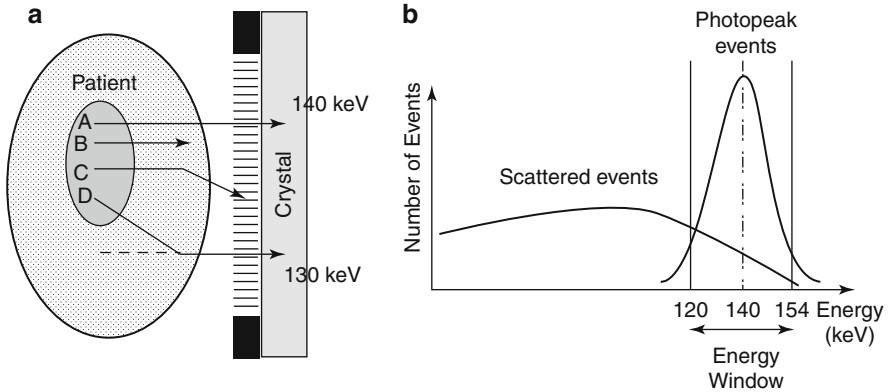 a
Patient
A
B
C
D
140 keV
Crystal
130 keV
b
Photopeak
events
Number of Events
Scattered events
120 140 154 Energy
(keV)
Energy
Window